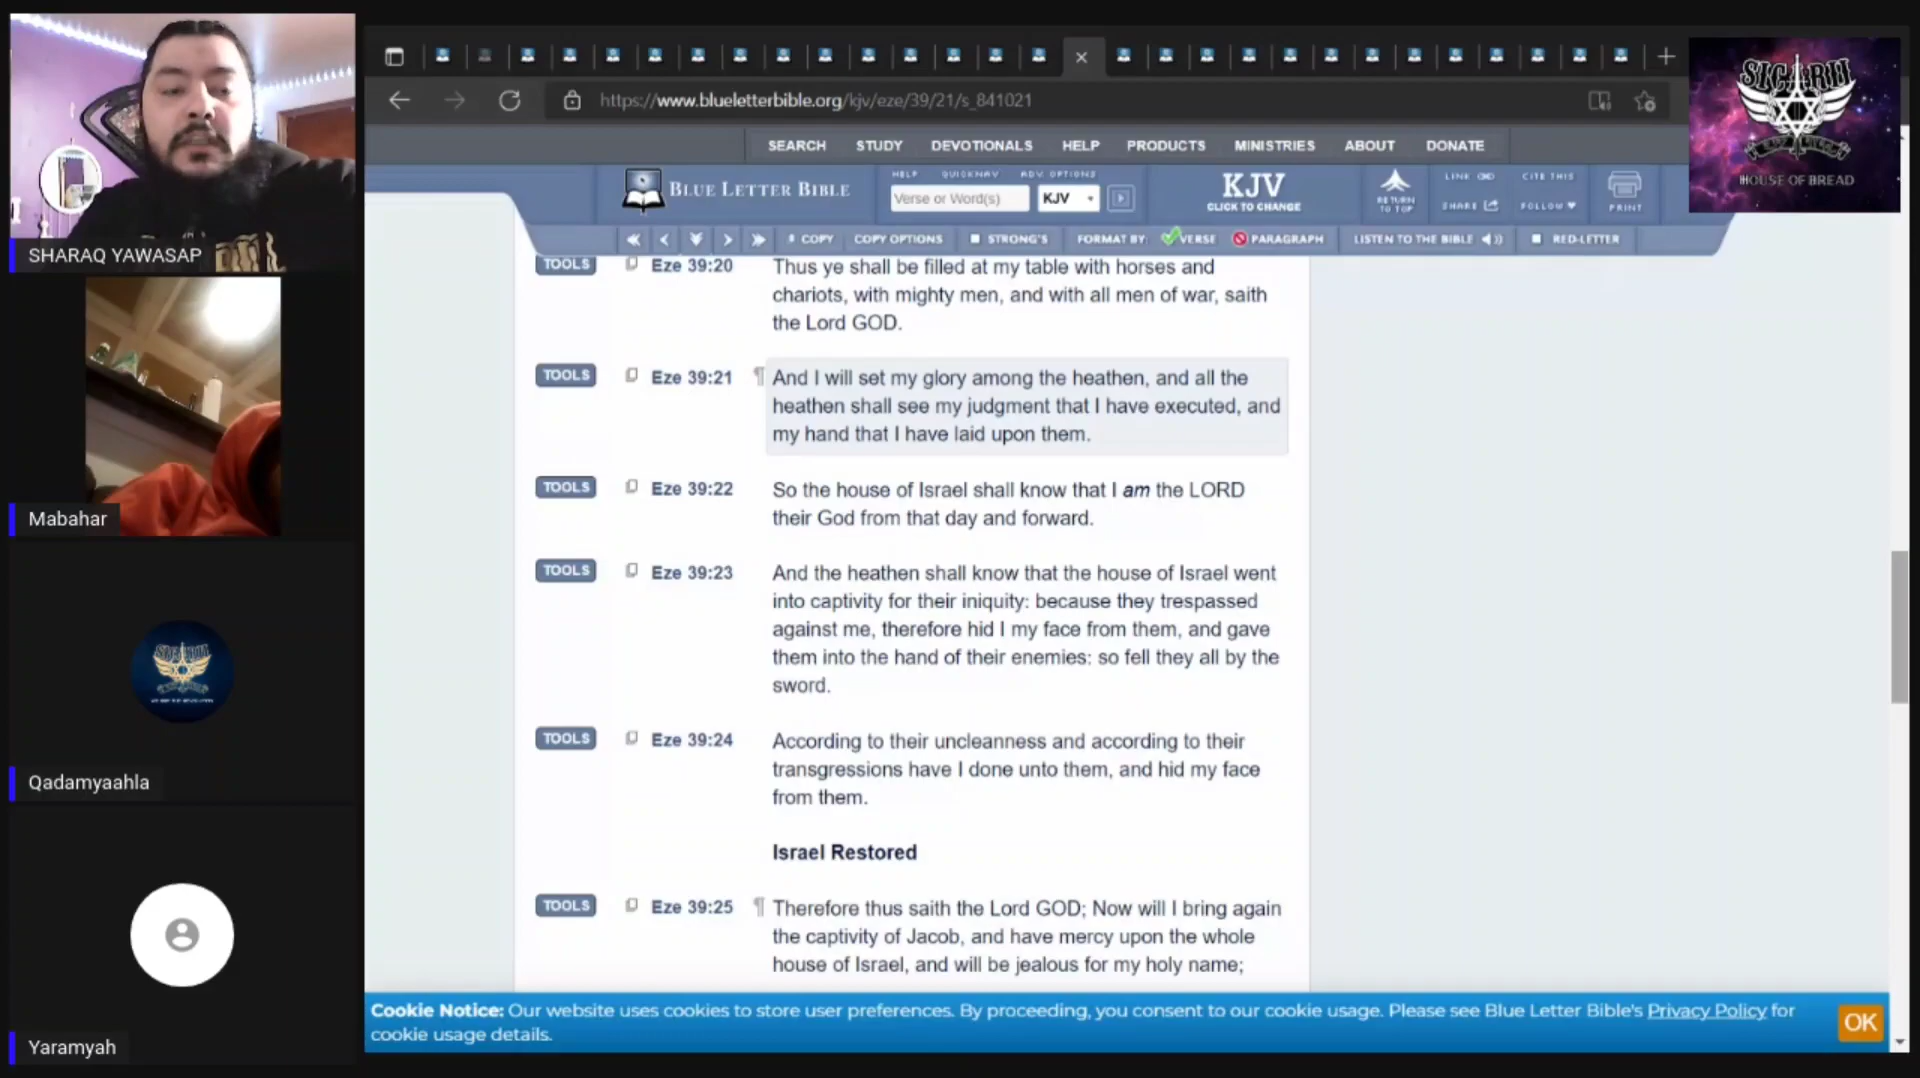 SHARAQ YAWASAP
Mabahar
Qadamyaahla
Yaramyah
https://www.blueletterbible.org/kjv/eze/39/21/s_841021
SICARII
HOUSE OF BREAD
SEARCH STUDY DEVOTIONALS HELP PRODUCTS MINISTRIES ABOUT DONATE
BLUE LETTER BIBLE
HELP QUICKNAV ADV. OPTIONS
Verse or Word(s) KJV
KJV
CLICK TO CHANGE
RETURN
TO TOP
LINK CITE THIS
SHARE FOLLOW
PRINT
COPY COPY OPTIONS STRONG'S FORMAT BY: VERSE PARAGRAPH LISTEN TO THE BIBLE RED-LETTER
TOOLS Eze 39:20 Thus ye shall be filled at my table with horses and
chariots, with mighty men, and with all men of war, saith
the Lord GOD.
TOOLS Eze 39:21 ¶ And I will set my glory among the heathen, and all the
heathen shall see my judgment that I have executed, and
my hand that I have laid upon them.
TOOLS Eze 39:22 So the house of Israel shall know that I am the LORD
their God from that day and forward.
TOOLS Eze 39:23 And the heathen shall know that the house of Israel went
into captivity for their iniquity: because they trespassed
against me, therefore hid I my face from them, and gave
them into the hand of their enemies: so fell they all by the
sword.
TOOLS Eze 39:24 According to their uncleanness and according to their
transgressions have I done unto them, and hid my face
from them.
Israel Restored
TOOLS Eze 39:25 ¶ Therefore thus saith the Lord GOD; Now will I bring again
the captivity of Jacob, and have mercy upon the whole
house of Israel, and will be jealous for my holy name;
Cookie Notice: Our website uses cookies to store user preferences. By proceeding, you consent to our cookie usage. Please see Blue Letter Bible's Privacy Policy for
cookie usage details.
OK